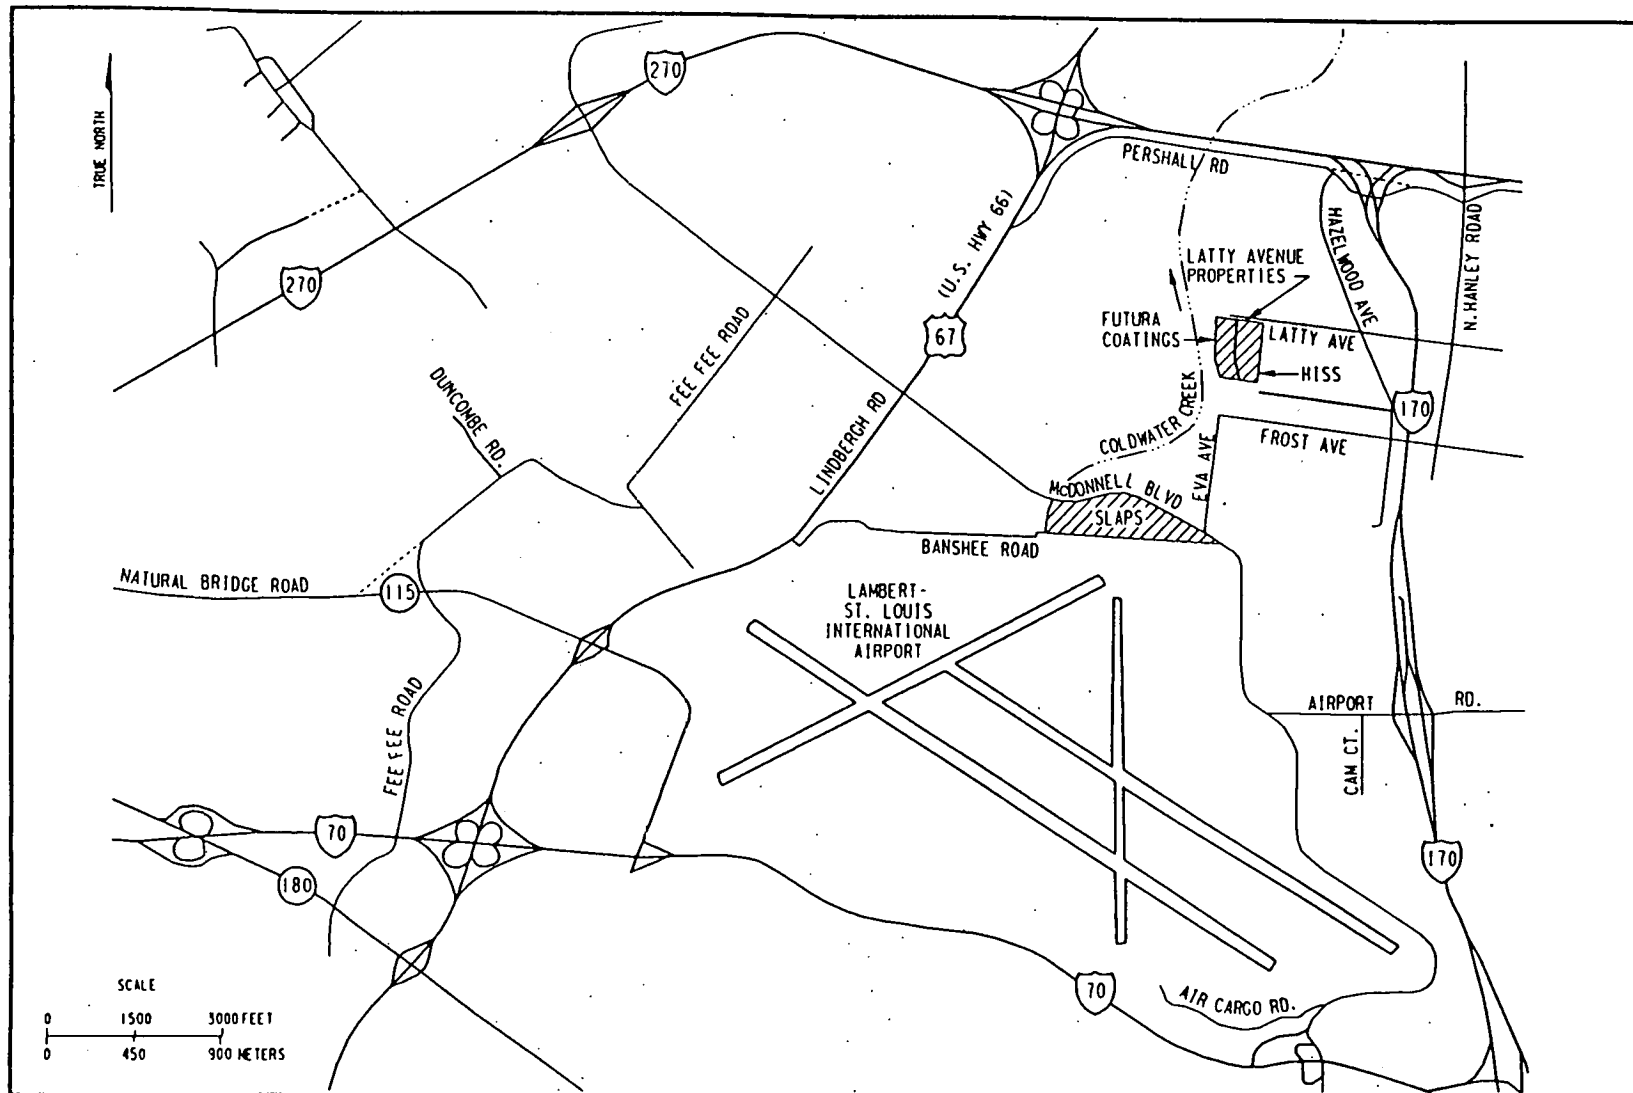 270
TRUE NORTH
PERSHALL RD
HAZELWOOD AVE
N. HANLEY ROAD
(U.S. HWY 66)
LATTY AVENUE
PROPERTIES
270
67
FUTURA
COATINGS
LATTY AVE
HISS
FEE FEE ROAD
DUNCOMBE RD.
170
LINDBERGH RD
COLDWATER CREEK
EVA AVE
FROST AVE
McDONNELL BLVD
SLAPS
BANSHEE ROAD
NATURAL BRIDGE ROAD
115
LAMBERT-
ST. LOUIS
INTERNATIONAL
AIRPORT
FEE FEE ROAD
AIRPORT RD.
CAM CT.
70
170
180
70
AIR CARGO RD.
SCALE
0 1500 3000 FEET
0 450 900 METERS